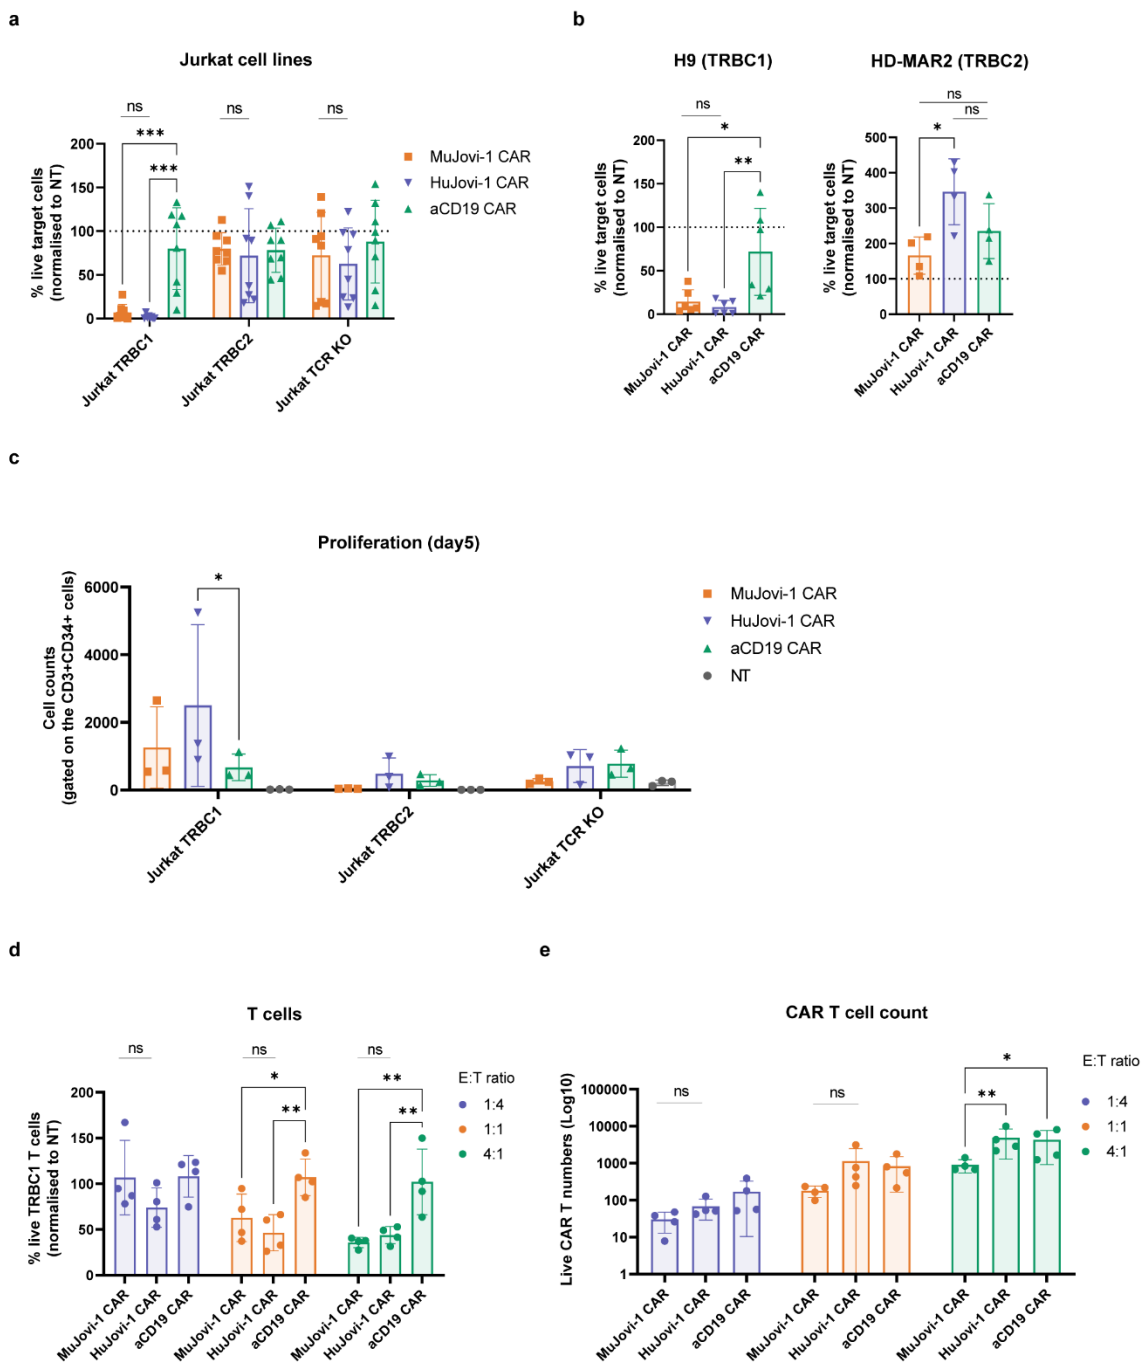 a
Jurkat cell lines
ns
ns
ns
***
***
% live target cells
(normalised to NT)
200
150
100
50
0
Jurkat TRBC1
Jurkat TRBC2
Jurkat TCR KO
MuJovi-1 CAR
HuJovi-1 CAR
aCD19 CAR
b
H9 (TRBC1)
ns
*
**
% live target cells
(normalised to NT)
200
150
100
50
0
MuJovi-1 CAR
HuJovi-1 CAR
aCD19 CAR
HD-MAR2 (TRBC2)
ns
ns
*
% live target cells
(normalised to NT)
500
400
300
200
100
0
MuJovi-1 CAR
HuJovi-1 CAR
aCD19 CAR
c
Proliferation (day5)
*
Cell counts
(gated on the CD3+CD34+ cells)
6000
4000
2000
0
Jurkat TRBC1
Jurkat TRBC2
Jurkat TCR KO
MuJovi-1 CAR
HuJovi-1 CAR
aCD19 CAR
NT
d
T cells
ns
ns
ns
*
**
**
**
% live TRBC1 T cells
(normalised to NT)
200
150
100
50
0
MuJovi-1 CAR
HuJovi-1 CAR
aCD19 CAR
MuJovi-1 CAR
HuJovi-1 CAR
aCD19 CAR
MuJovi-1 CAR
HuJovi-1 CAR
aCD19 CAR
E:T ratio
1:4
1:1
4:1
e
CAR T cell count
ns
ns
*
**
Live CAR T numbers (Log10)
100000
10000
1000
100
10
1
MuJovi-1 CAR
HuJovi-1 CAR
aCD19 CAR
MuJovi-1 CAR
HuJovi-1 CAR
aCD19 CAR
MuJovi-1 CAR
HuJovi-1 CAR
aCD19 CAR
E:T ratio
1:4
1:1
4:1